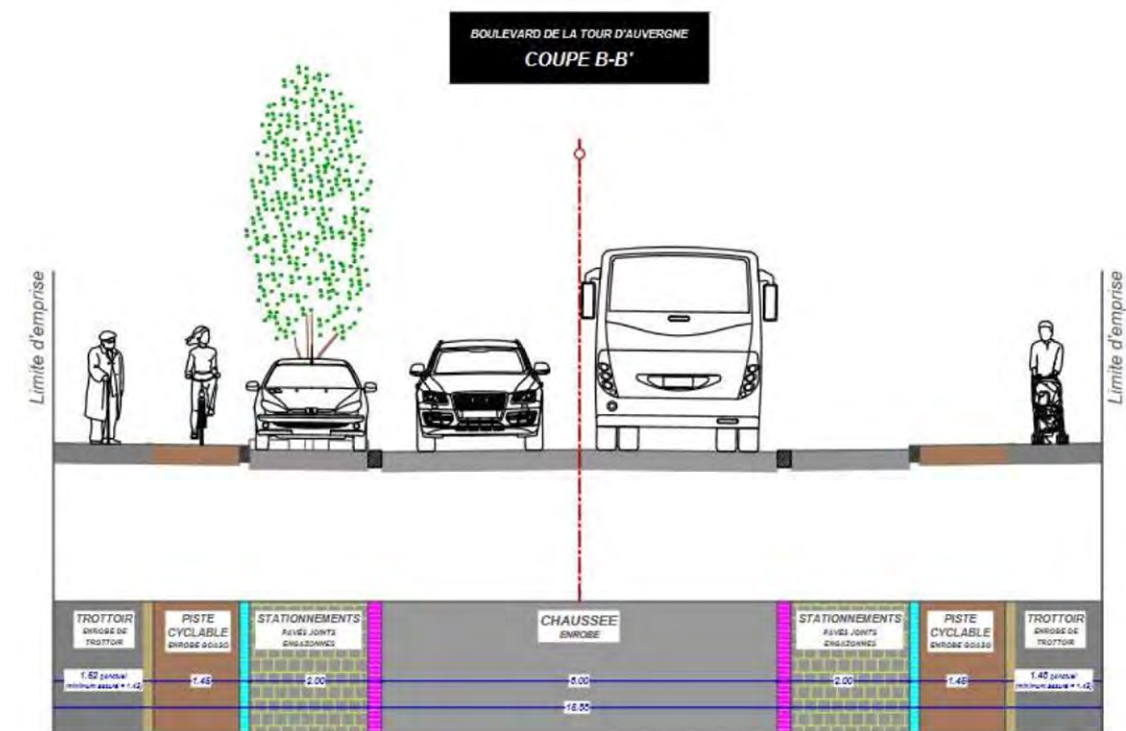 BOULEVARD DE LA TOUR D'AUVERGNE
COUPE B-B'
Limite d'emprise
Limite d'emprise
TROTTOIR
ENROBE DE
TROTTOIR
PISTE
CYCLABLE
STATIONNEMENTS
PAVES JOINTS
ENGAZONNES
CHAUSSEE
ENROBE
STATIONNEMENTS
PAVES JOINTS
ENGAZONNES
PISTE
CYCLABLE
TROTTOIR
ENROBE DE
TROTTOIR
1.45
2.00
2.00
1.45